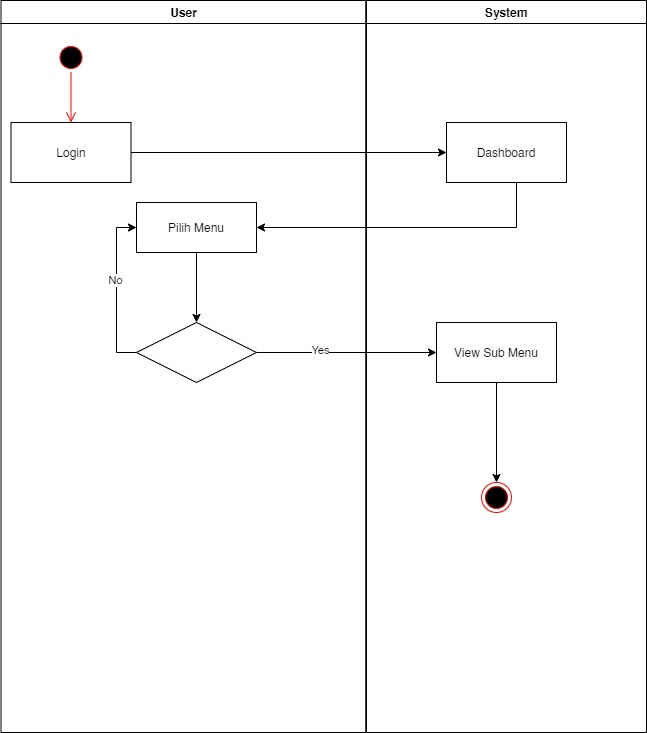 User
System
Login
Dashboard
Pilih Menu
No
Yes
View Sub Menu